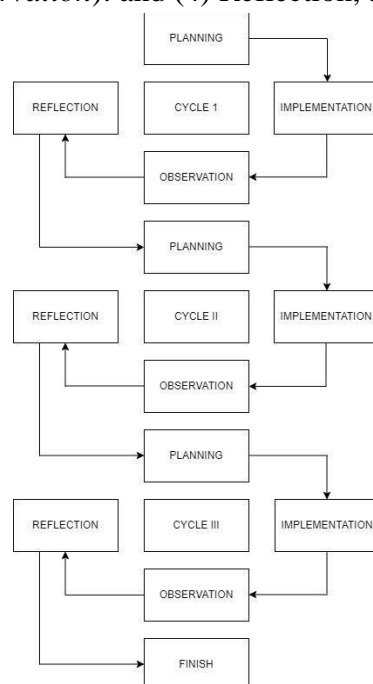 PLANNING
REFLECTION
CYCLE 1
IMPLEMENTATION
OBSERVATION
PLANNING
REFLECTION
CYCLE II
IMPLEMENTATION
OBSERVATION
PLANNING
REFLECTION
CYCLE III
IMPLEMENTATION
OBSERVATION
FINISH